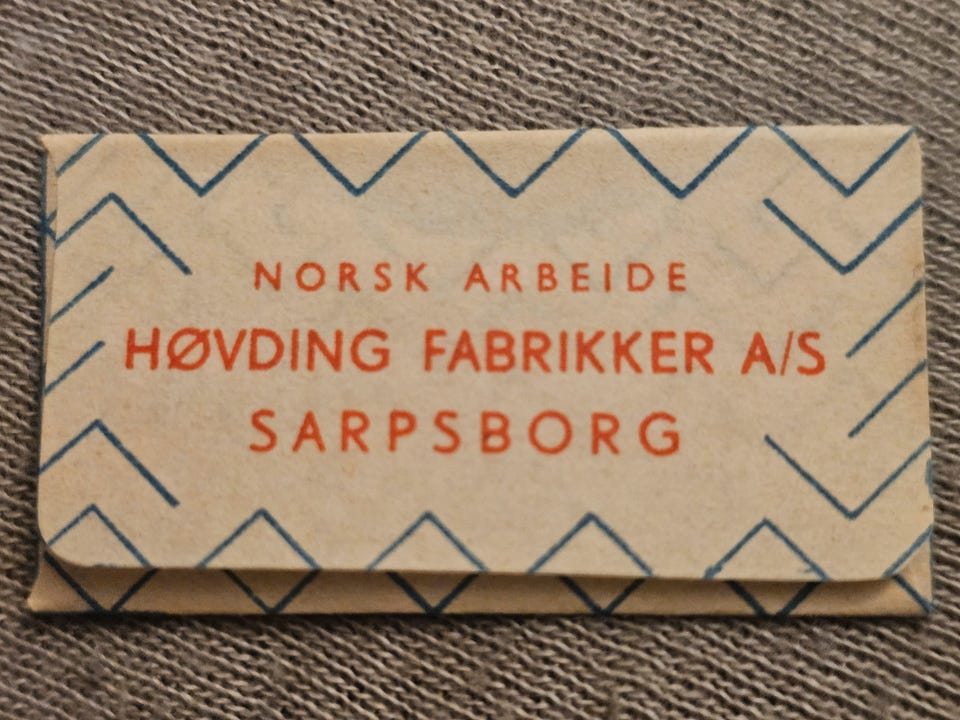 NORSK ARBEIDE
HØVDING FABRIKKER A/S
SARPSBORG